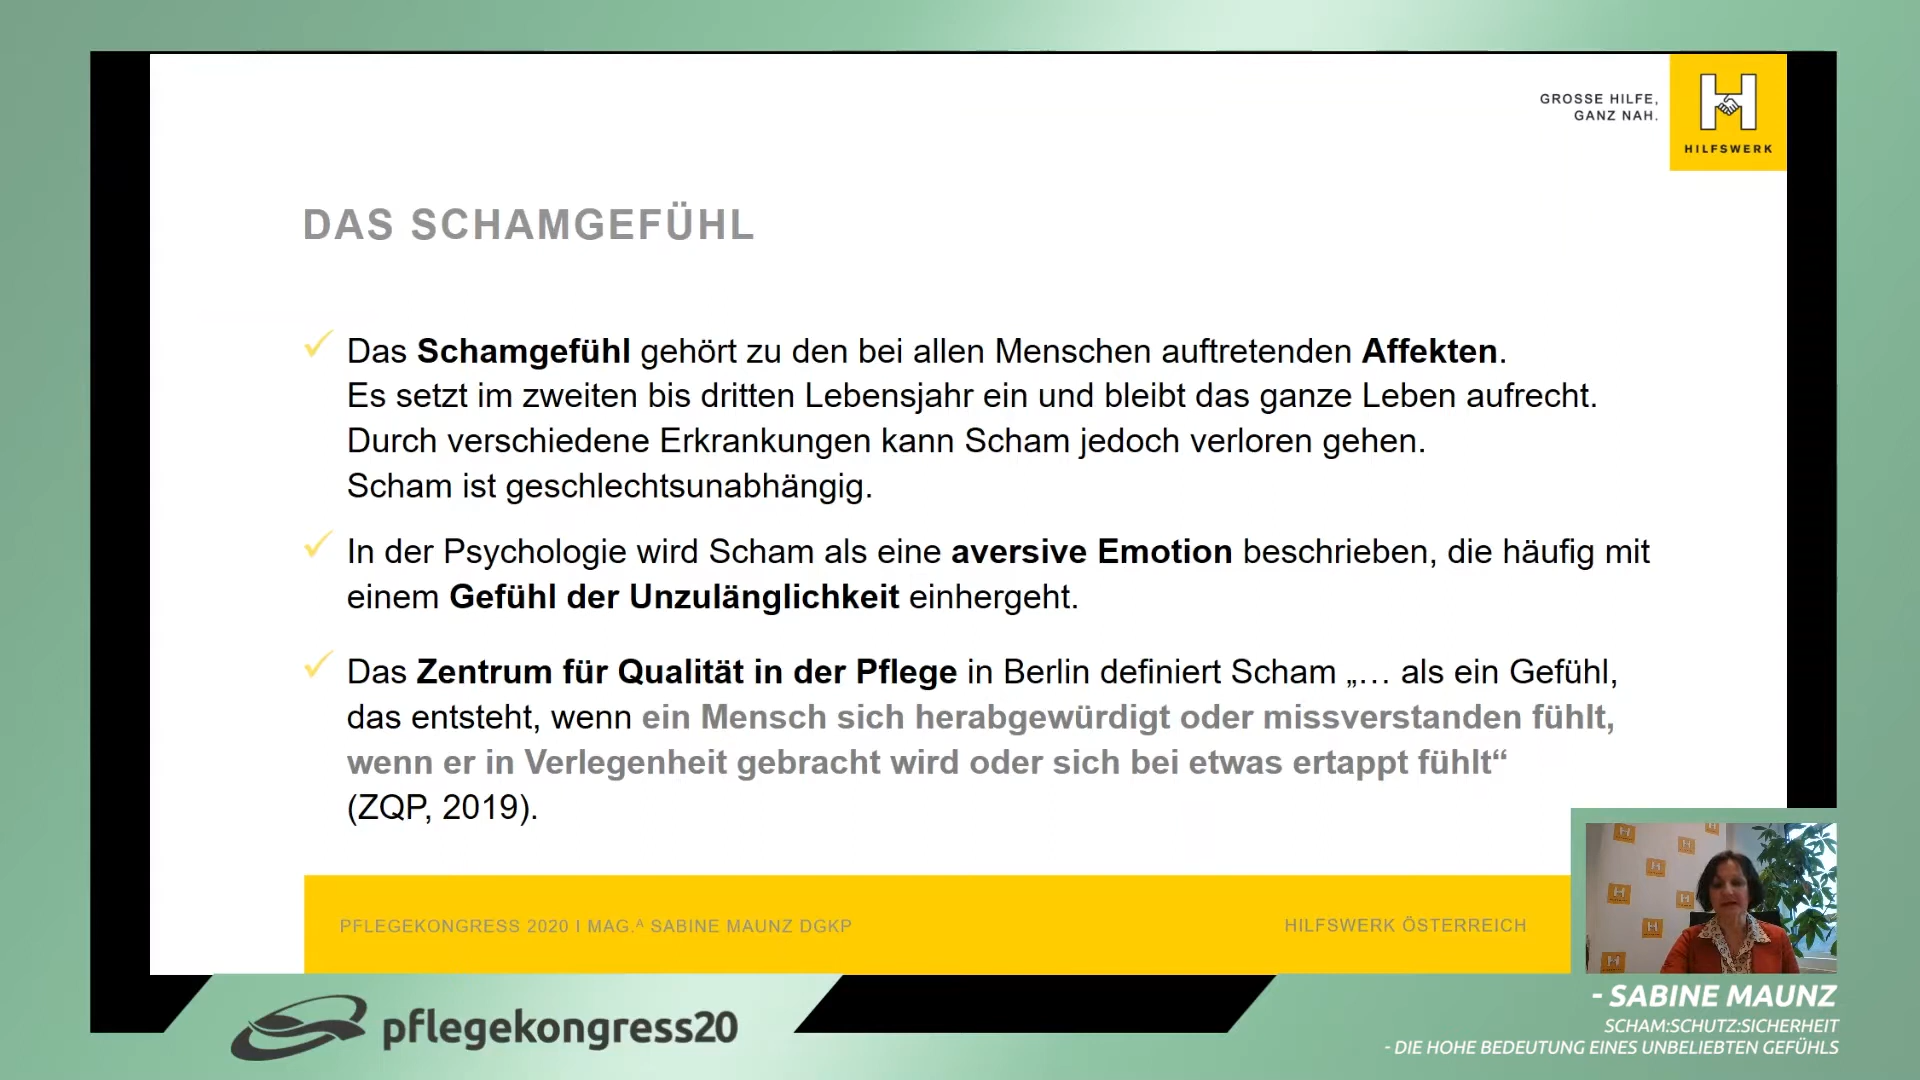 GROSSE HILFE,
GANZ NAH.
HILFSWERK
DAS SCHAMGEFÜHL
Das Schamgefühl gehört zu den bei allen Menschen auftretenden Affekten.
Es setzt im zweiten bis dritten Lebensjahr ein und bleibt das ganze Leben aufrecht.
Durch verschiedene Erkrankungen kann Scham jedoch verloren gehen.
Scham ist geschlechtsunabhängig.
In der Psychologie wird Scham als eine aversive Emotion beschrieben, die häufig mit
einem Gefühl der Unzulänglichkeit einhergeht.
Das Zentrum für Qualität in der Pflege in Berlin definiert Scham „… als ein Gefühl,
das entsteht, wenn ein Mensch sich herabgewürdigt oder missverstanden fühlt,
wenn er in Verlegenheit gebracht wird oder sich bei etwas ertappt fühlt“
(ZQP, 2019).
PFLEGEKONGRESS 2020 I MAG.ᴬ SABINE MAUNZ DGKP
HILFSWERK ÖSTERREICH
pflegekongress20
- SABINE MAUNZ
SCHAM:SCHUTZ:SICHERHEIT
- DIE HOHE BEDEUTUNG EINES UNBELIEBTEN GEFÜHLS